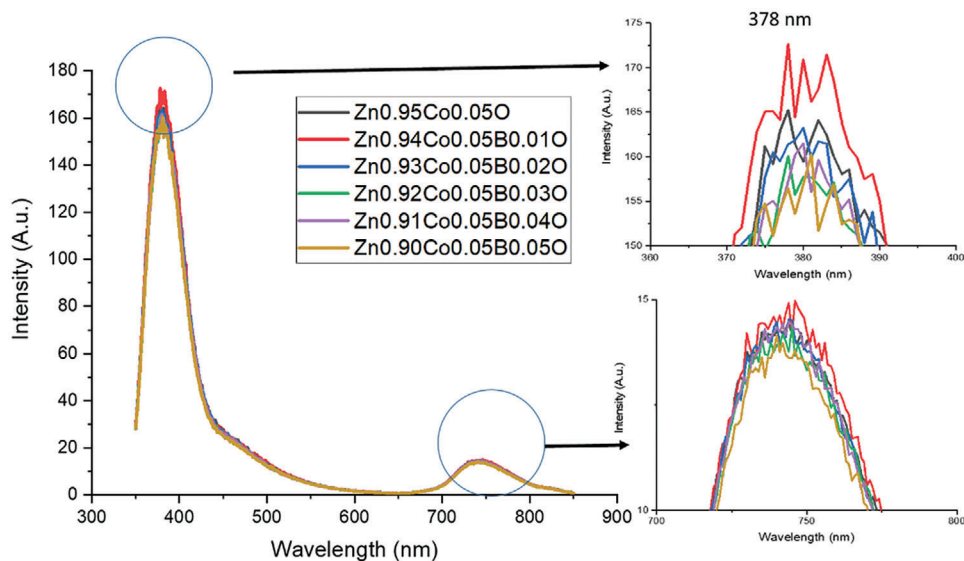 180
160
140
120
100
80
60
40
20
0
Intensity (A.u.)
300 400 500 600 700 800 900
Wavelength (nm)
Zn0.95Co0.05O
Zn0.94Co0.05B0.01O
Zn0.93Co0.05B0.02O
Zn0.92Co0.05B0.03O
Zn0.91Co0.05B0.04O
Zn0.90Co0.05B0.05O
378 nm
175
170
165
160
155
150
Intensity (A.u.)
360 370 380 390 400
Wavelength (nm)
15
10
Intensity (A.u.)
700 750 800
Wavelength (nm)